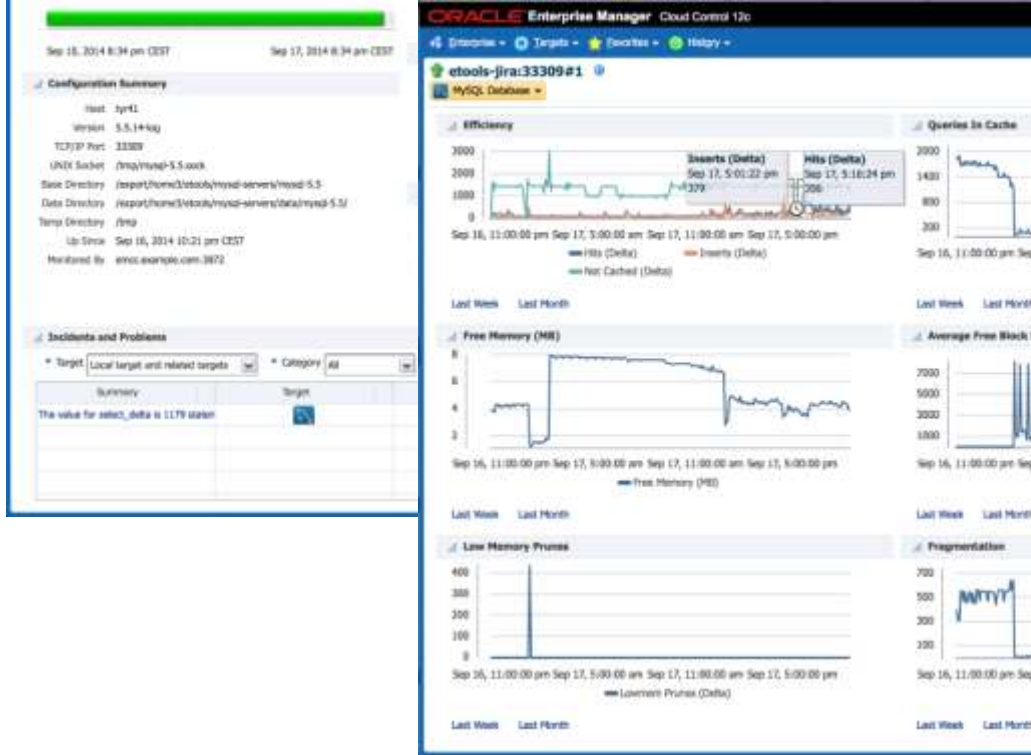 Sep 16, 2014 8:34 pm CEST
Sep 17, 2014 8:34 pm CEST
Configuration Summary
Host tyr41
Version 5.5.14-log
TCP/IP Port 33309
UNIX Socket /tmp/mysql-5.5.sock
Base Directory /export/home3/etools/mysql-servers/mysql-5.5
Data Directory /export/home3/etools/mysql-servers/data/mysql-5.5/
Temp Directory /tmp
Up Since Sep 16, 2014 10:21 pm CEST
Monitored By emcc.example.com:3872
Incidents and Problems
* Target Local target and related targets * Category All
Summary Target
The value for select_delta is 1179
ORACLE Enterprise Manager Cloud Control 12c
Enterprise Targets Favorites History
etools-jira:33309#1
MySQL Database
Efficiency
3000
2000
1000
0
Inserts (Delta)
Sep 17, 5:01:22 pm
379
Hits (Delta)
Sep 17, 5:16:24 pm
356
Sep 16, 11:00:00 pm Sep 17, 5:00:00 am Sep 17, 11:00:00 am Sep 17, 5:00:00 pm
Hits (Delta) Inserts (Delta)
Not Cached (Delta)
Last Week Last Month
Queries In Cache
2000
1400
800
200
Sep 16, 11:00:00 pm Sep
Last Week Last Month
Free Memory (MB)
8
6
4
2
Sep 16, 11:00:00 pm Sep 17, 5:00:00 am Sep 17, 11:00:00 am Sep 17, 5:00:00 pm
Free Memory (MB)
Last Week Last Month
Average Free Block
7000
5000
3000
1000
Sep 16, 11:00:00 pm Sep
Last Week Last Month
Low Memory Prunes
400
300
200
100
0
Sep 16, 11:00:00 pm Sep 17, 5:00:00 am Sep 17, 11:00:00 am Sep 17, 5:00:00 pm
Lowmem Prunes (Delta)
Last Week Last Month
Fragmentation
700
500
300
100
Sep 16, 11:00:00 pm Sep
Last Week Last Month